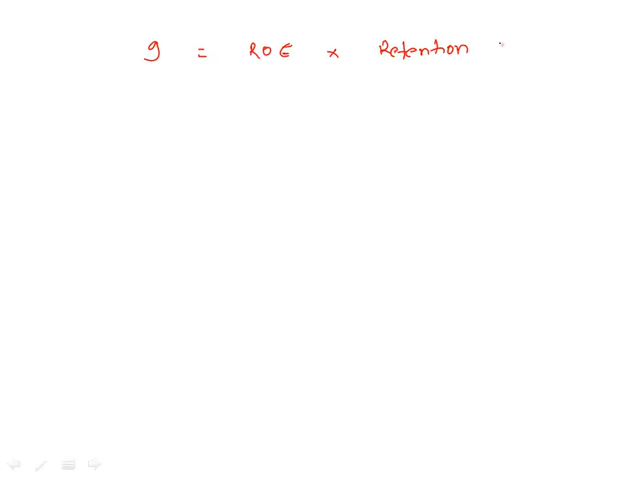 g = ROE × Retention